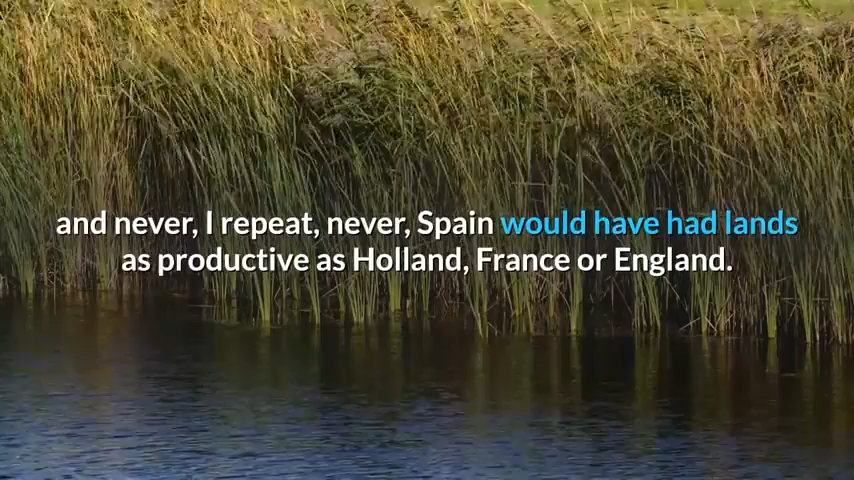 and never, I repeat, never, Spain would have had lands
as productive as Holland, France or England.